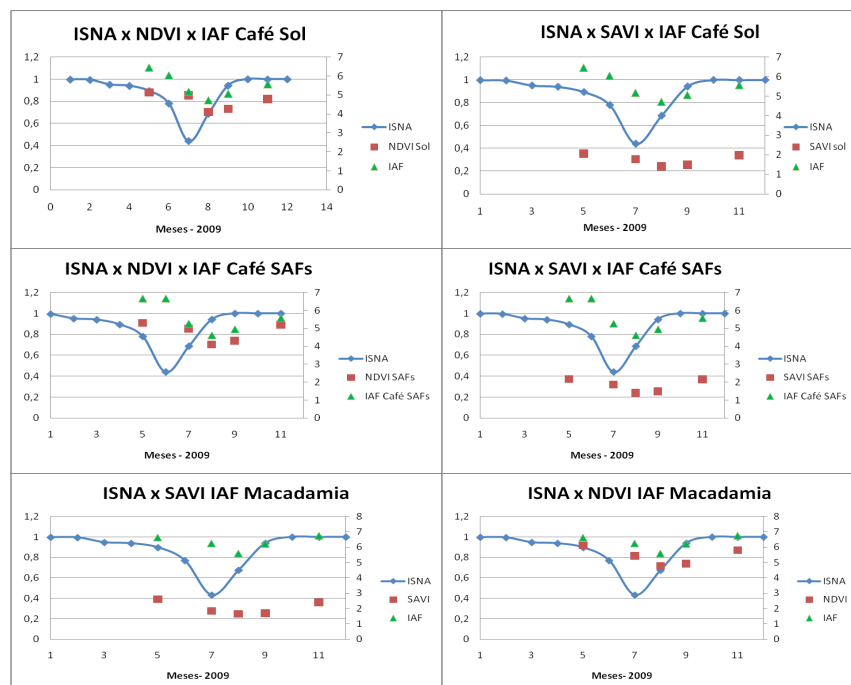 ISNA x NDVI x IAF Café Sol
1,2
1
0,8
0,6
0,4
0,2
0
7
6
5
4
3
2
1
0
0 2 4 6 8 10 12 14
Meses - 2009
ISNA
NDVI Sol
IAF
ISNA x SAVI x IAF Café Sol
1,2
1
0,8
0,6
0,4
0,2
0
7
6
5
4
3
2
1
0
1 3 5 7 9 11
Meses - 2009
ISNA
SAVI sol
IAF
ISNA x NDVI x IAF Café SAFs
1,2
1
0,8
0,6
0,4
0,2
0
7
6
5
4
3
2
1
0
1 3 5 7 9 11
Meses - 2009
ISNA
NDVI SAFs
IAF Café SAFs
ISNA x SAVI x IAF Café SAFs
1,2
1
0,8
0,6
0,4
0,2
0
7
6
5
4
3
2
1
0
1 3 5 7 9 11
Meses - 2009
ISNA
SAVI SAFs
IAF Café SAFs
ISNA x SAVI IAF Macadamia
1,2
1
0,8
0,6
0,4
0,2
0
8
7
6
5
4
3
2
1
0
1 3 5 7 9 11
Meses- 2009
ISNA
SAVI
IAF
ISNA x NDVI IAF Macadamia
1,2
1
0,8
0,6
0,4
0,2
0
8
7
6
5
4
3
2
1
0
1 3 5 7 9 11
Meses- 2009
ISNA
NDVI
IAF